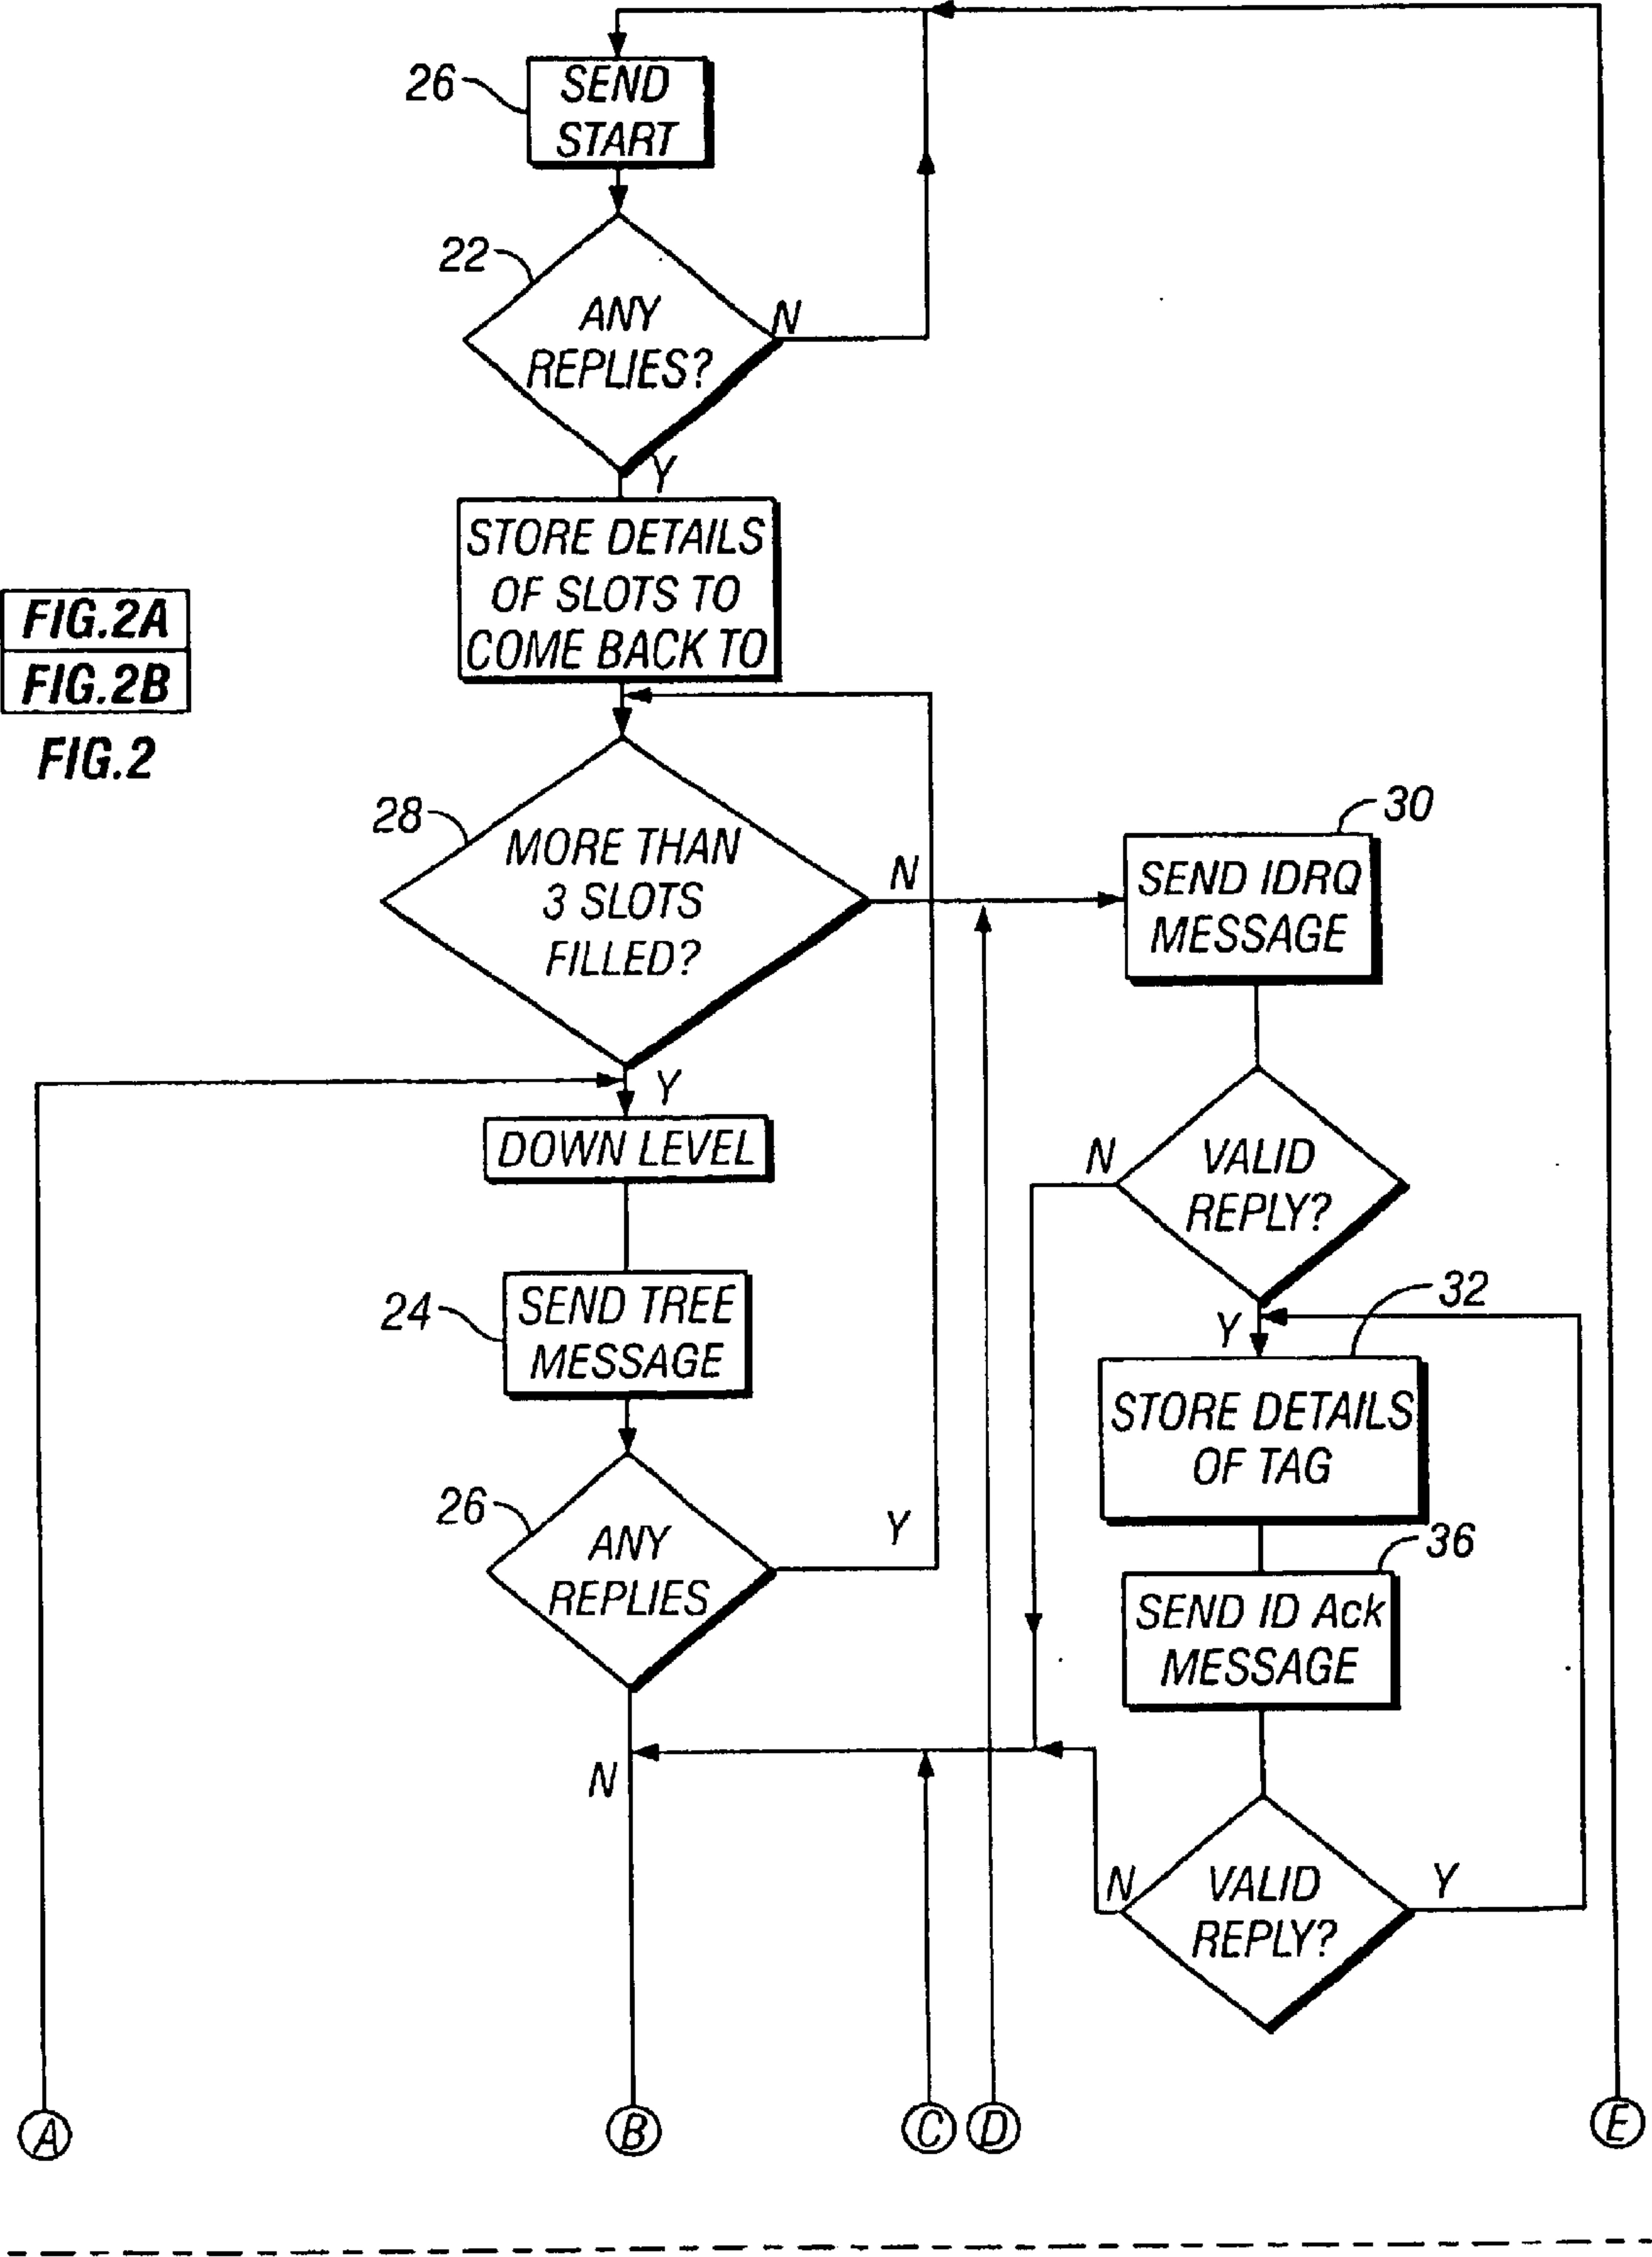 26
SEND
START
22
ANY
REPLIES?
N
Y
STORE DETAILS
OF SLOTS TO
COME BACK TO
FIG.2A
FIG.2B
FIG.2
28
MORE THAN
3 SLOTS
FILLED?
N
Y
30
SEND IDRQ
MESSAGE
DOWN LEVEL
VALID
REPLY?
N
Y
24
SEND TREE
MESSAGE
32
STORE DETAILS
OF TAG
26
ANY
REPLIES
Y
N
36
SEND ID Ack
MESSAGE
VALID
REPLY?
N
Y
A
B
C
D
E